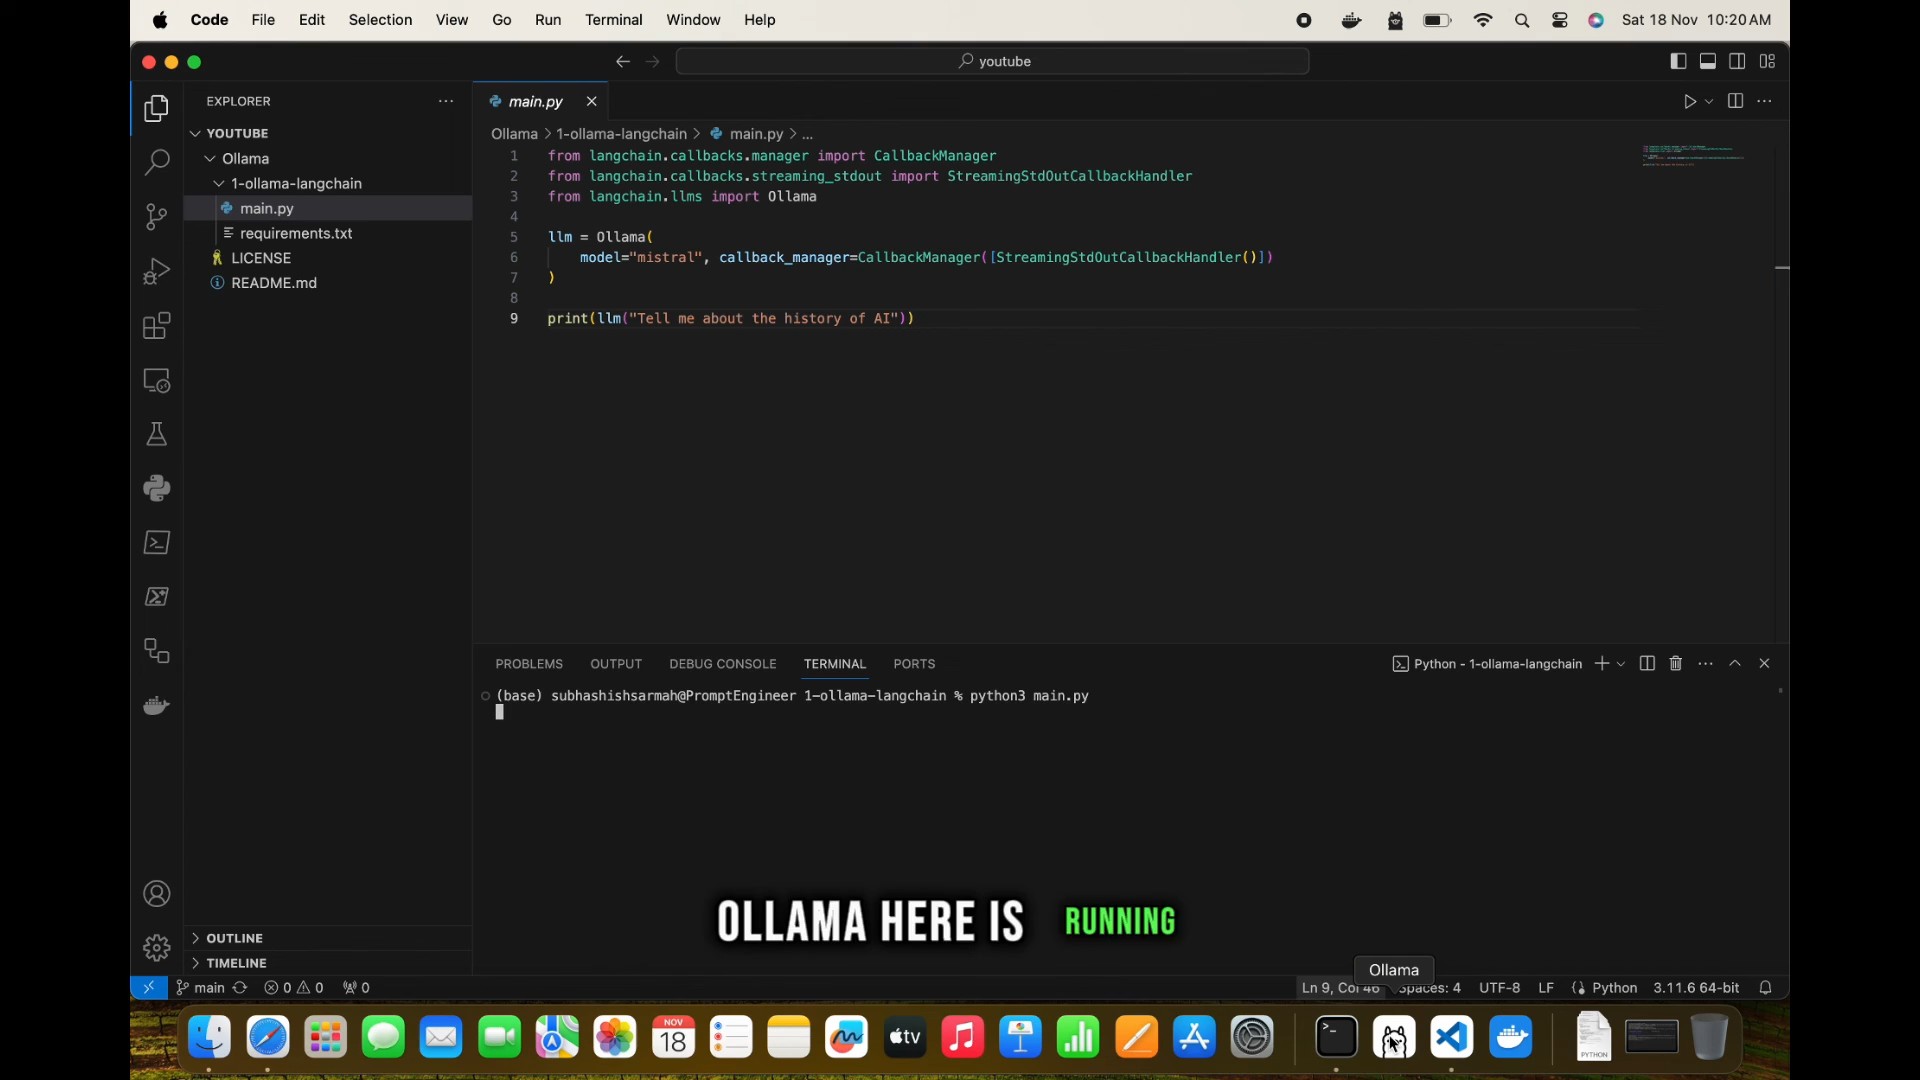 Code File Edit Selection View Go Run Terminal Window Help Sat 18 Nov 10:20 AM
youtube
EXPLORER
YOUTUBE
Ollama
1-ollama-langchain
main.py
requirements.txt
LICENSE
README.md
OUTLINE
TIMELINE
main.py
Ollama > 1-ollama-langchain > main.py > ...
1 from langchain.callbacks.manager import CallbackManager
2 from langchain.callbacks.streaming_stdout import StreamingStdOutCallbackHandler
3 from langchain.llms import Ollama
4
5 llm = Ollama(
6 model="mistral", callback_manager=CallbackManager([StreamingStdOutCallbackHandler()])
7 )
8
9 print(llm("Tell me about the history of AI"))
PROBLEMS OUTPUT DEBUG CONSOLE TERMINAL PORTS Python - 1-ollama-langchain
(base) subhashishsarmah@PromptEngineer 1-ollama-langchain % python3 main.py
OLLAMA HERE IS RUNNING
Ollama
main 0 0 0 Ln 9, Col 46 Spaces: 4 UTF-8 LF Python 3.11.6 64-bit
NOV
18
tv
PYTHON